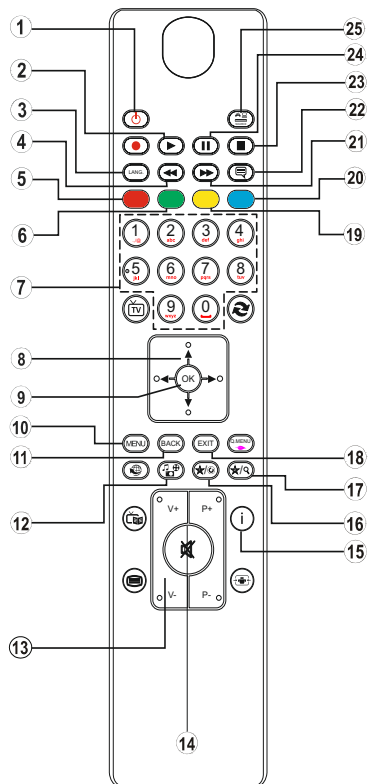 1
25
2
24
3
23
4
22
LANG.
21
5
20
6
19
1 2 3 4
.,@ abc def ghi
7
5 6 7 8
jkl mno pqrs tuv
TV
9 0
wxyz
8
OK
9
10
MENU BACK EXIT Q.MENU
11
18
12
17
16
V+ P+
i
15
V- P-
13
14